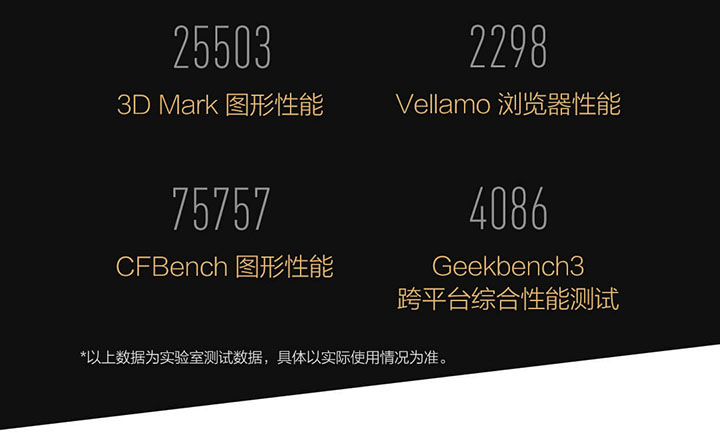 25503
2298
3D Mark 图形性能
Vellamo 浏览器性能
75757
4086
CFBench 图形性能
Geekbench3
跨平台综合性能测试
*以上数据为实验室测试数据，具体以实际使用情况为准。